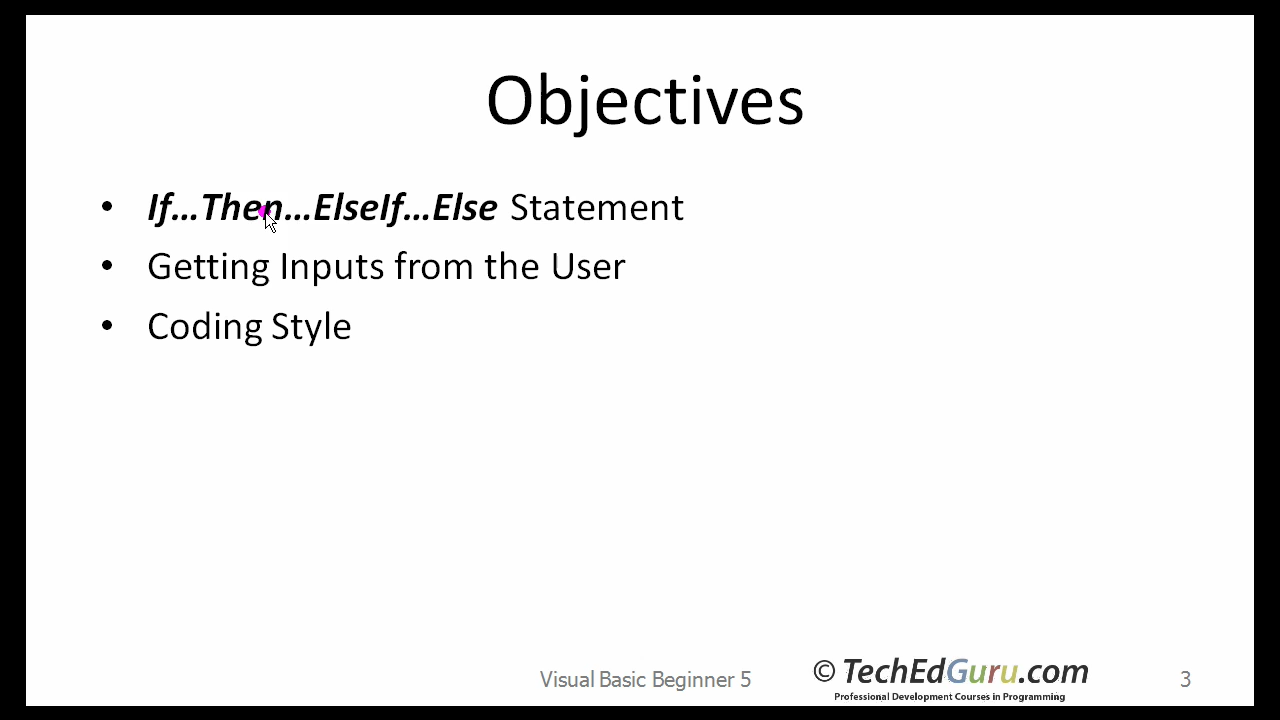 Objectives
• If...Then...ElseIf...Else Statement
• Getting Inputs from the User
• Coding Style
Visual Basic Beginner 5
© TechEdGuru.com
Professional Development Courses in Programming
3